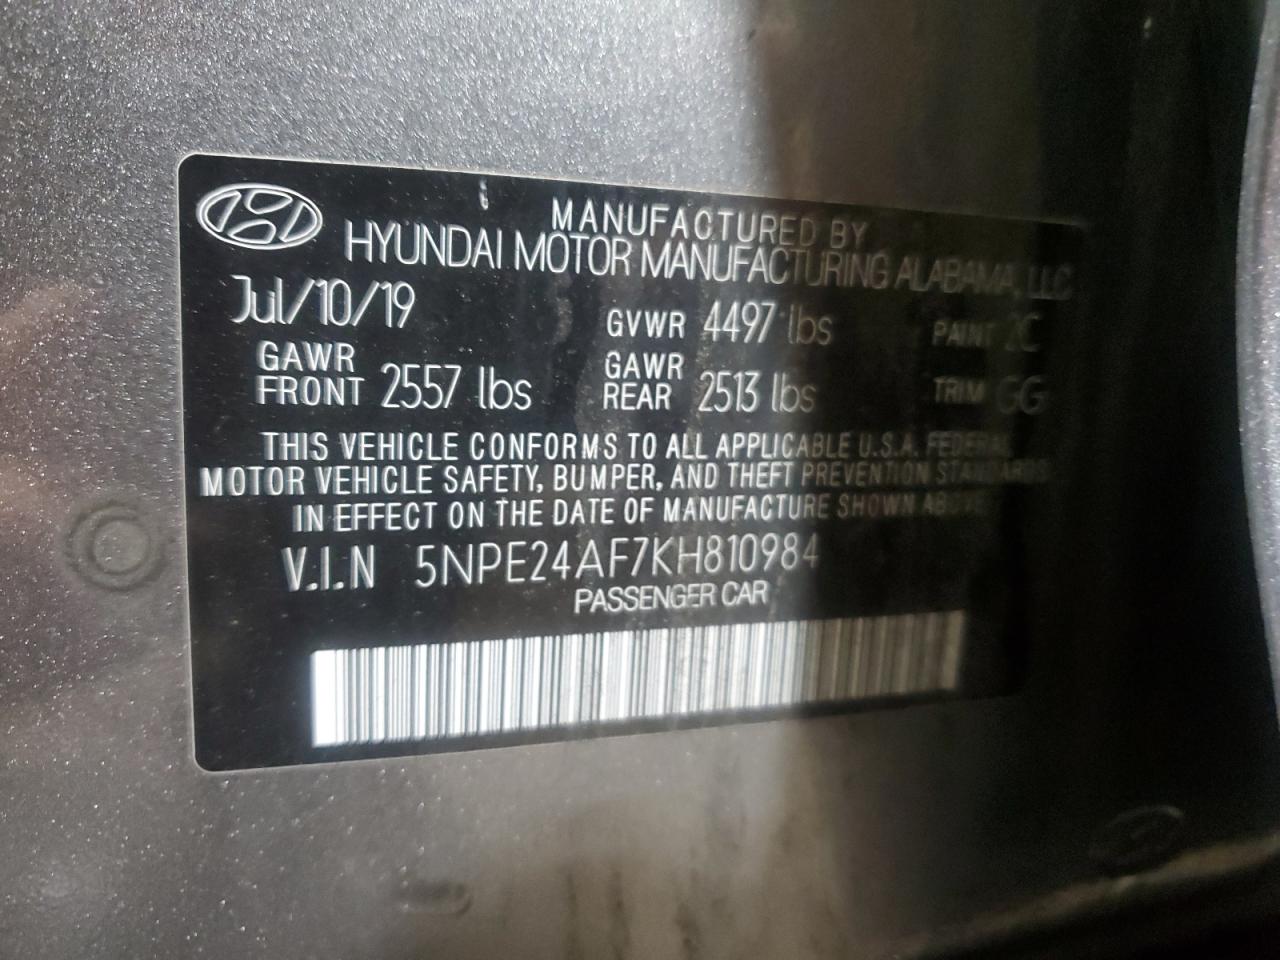 MANUFACTURED BY
HYUNDAI MOTOR MANUFACTURING ALABAMA, LLC
Jul/10/19 GVWR 4497 lbs PAINT 2C
GAWR FRONT 2557 lbs GAWR REAR 2513 lbs TRIM GG
THIS VEHICLE CONFORMS TO ALL APPLICABLE U.S.A. FEDERAL
MOTOR VEHICLE SAFETY, BUMPER, AND THEFT PREVENTION STANDARDS
IN EFFECT ON THE DATE OF MANUFACTURE SHOWN ABOVE
V.I.N 5NPE24AF7KH810984
PASSENGER CAR